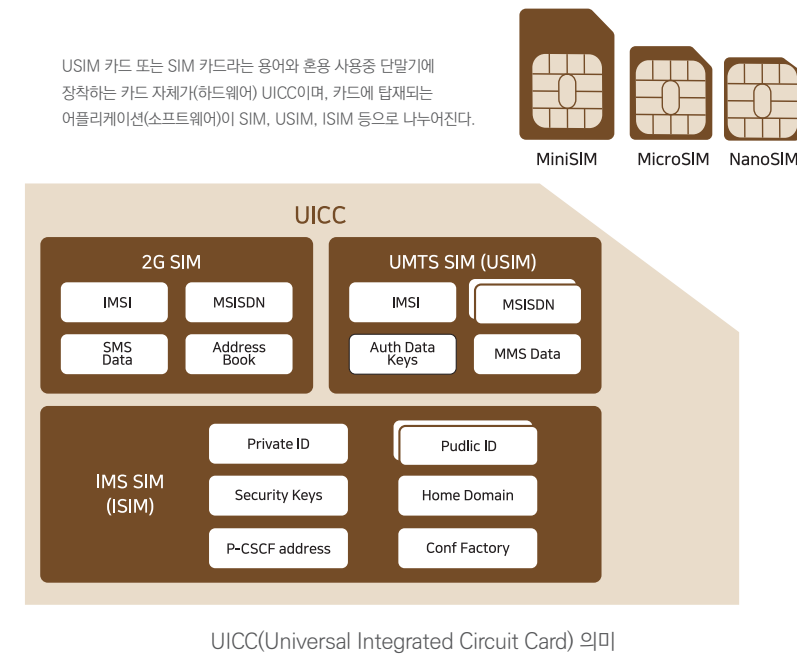 USIM 카드 또는 SIM 카드라는 용어와 혼용 사용중 단말기에
장착하는 카드 자체가(하드웨어) UICC이며, 카드에 탑재되는
어플리케이션(소프트웨어)이 SIM, USIM, ISIM 등으로 나누어진다.
MiniSIM
MicroSIM
NanoSIM
UICC
2G SIM
IMSI
MSISDN
SMS
Data
Address
Book
UMTS SIM (USIM)
IMSI
MSISDN
Auth Data
Keys
MMS Data
IMS SIM
(ISIM)
Private ID
Pudlic ID
Security Keys
Home Domain
P-CSCF address
Conf Factory
UICC(Universal Integrated Circuit Card) 의미